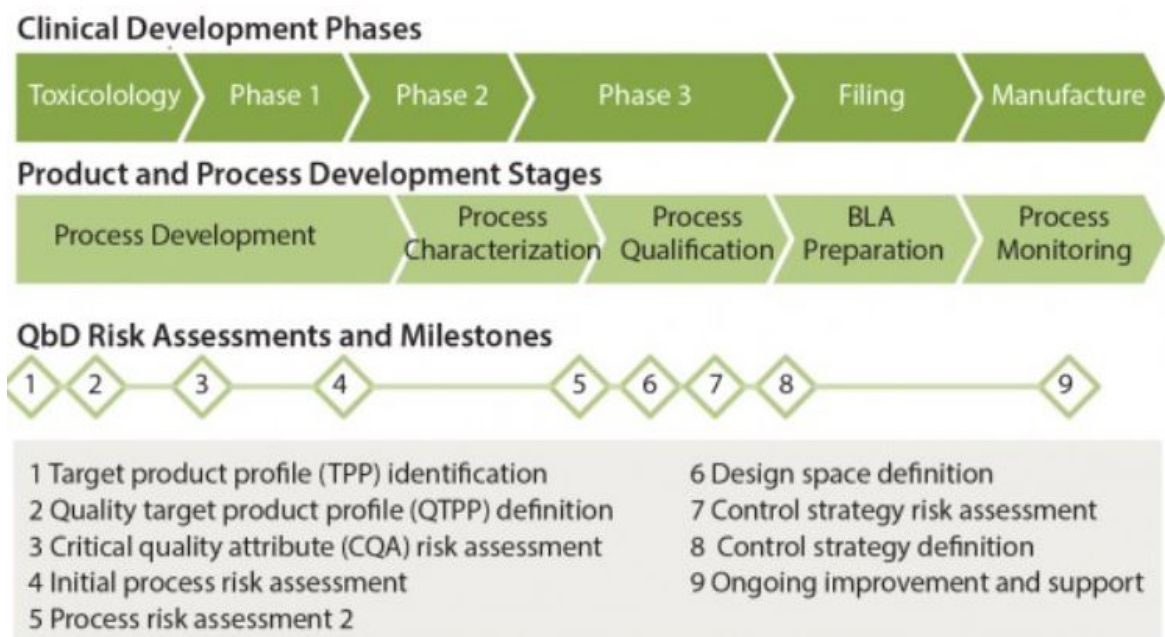 Clinical Development Phases
Toxicolology Phase 1 Phase 2 Phase 3 Filing Manufacture
Product and Process Development Stages
Process Development
Process Characterization
Process Qualification
BLA Preparation
Process Monitoring
QbD Risk Assessments and Milestones
1 2 3 4 5 6 7 8 9
1 Target product profile (TPP) identification
2 Quality target product profile (QTPP) definition
3 Critical quality attribute (CQA) risk assessment
4 Initial process risk assessment
5 Process risk assessment 2
6 Design space definition
7 Control strategy risk assessment
8 Control strategy definition
9 Ongoing improvement and support